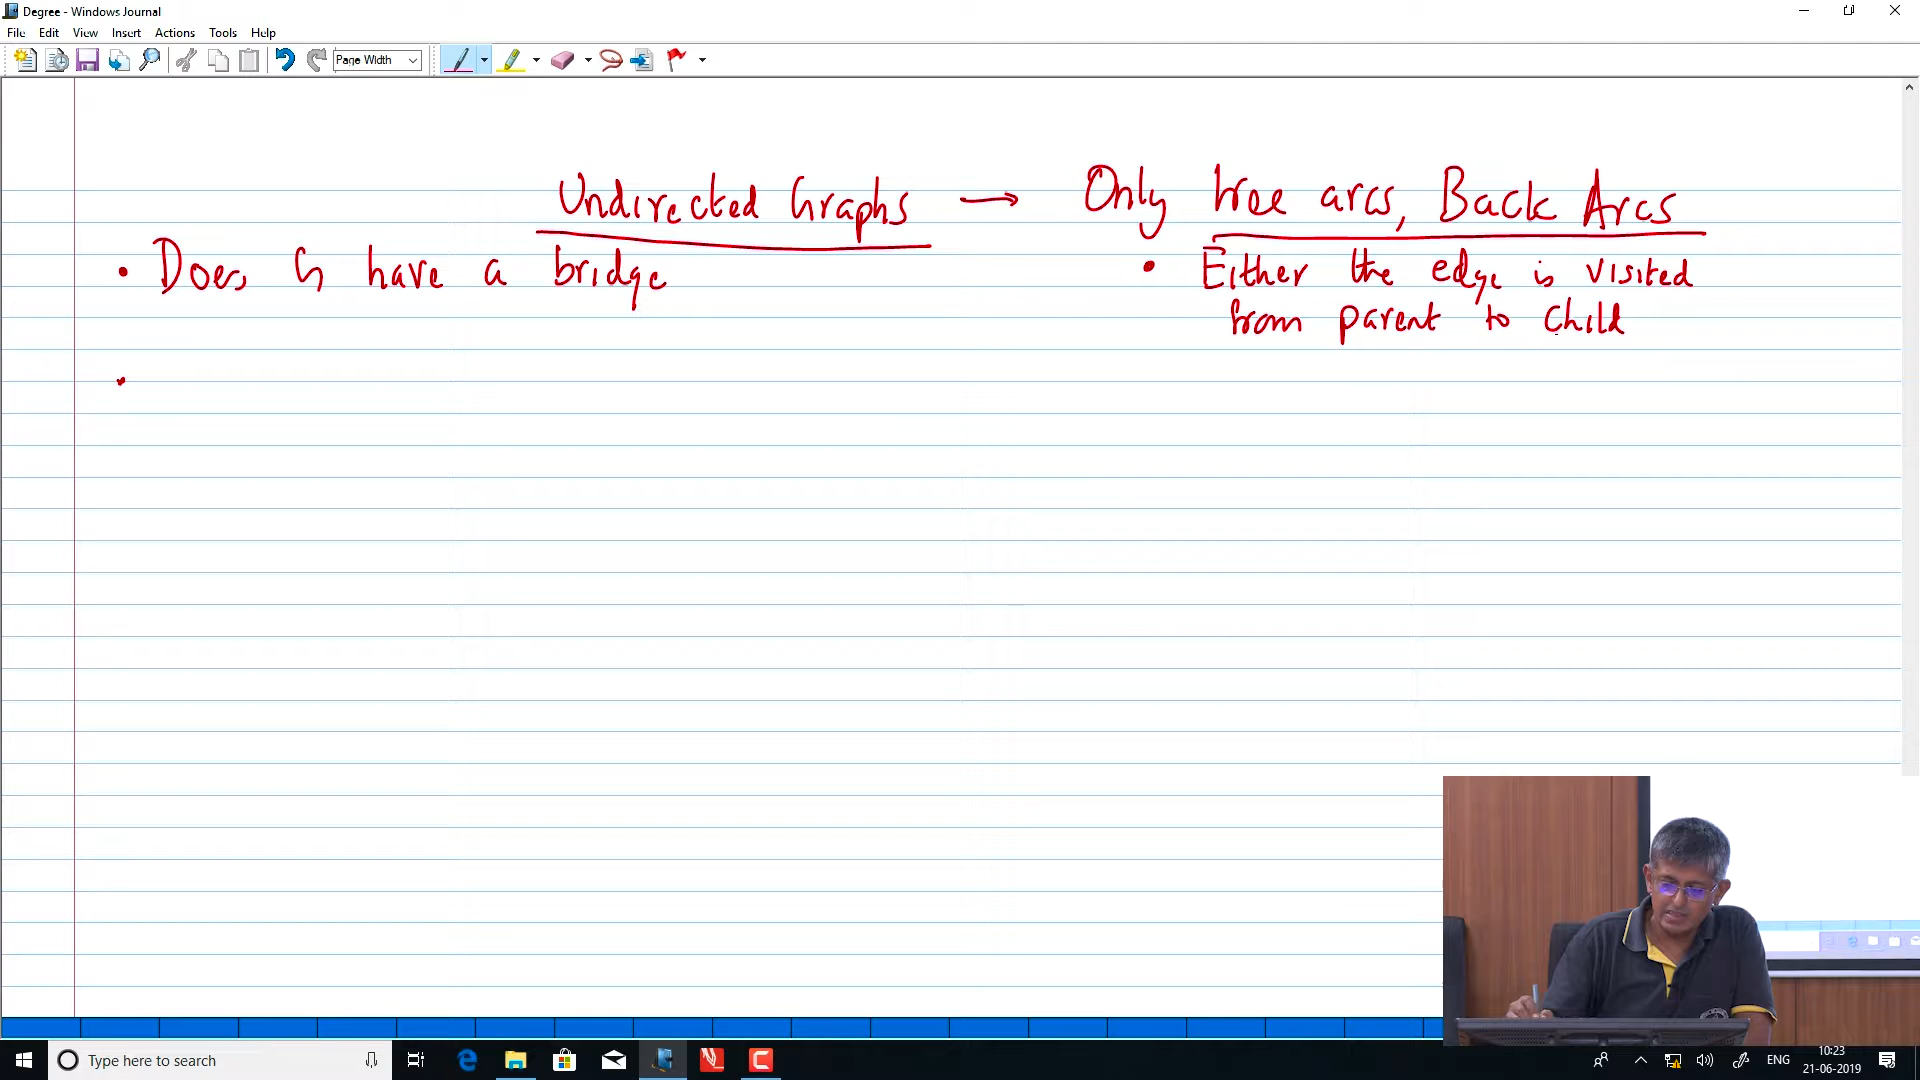 Degree - Windows Journal
File Edit View Insert Actions Tools Help
Page Width
Undirected Graphs → Only tree arcs, Back Arcs
• Does G have a bridge
• Either the edge is visited
from parent to child
•
Type here to search
ENG
10:23
21-06-2019